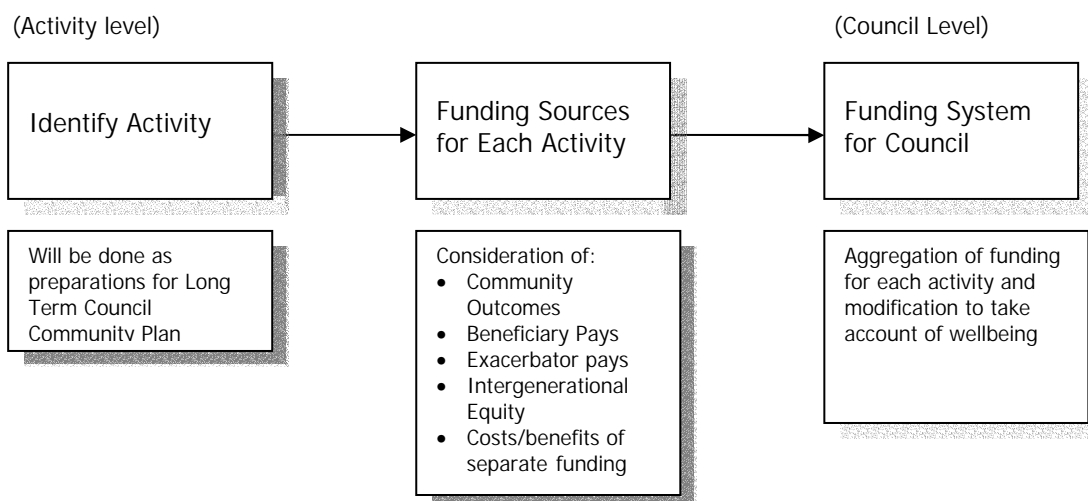 (Activity level)
(Council Level)
Identify Activity
Funding Sources
for Each Activity
Funding System
for Council
Will be done as
preparations for Long
Term Council
Community Plan
Consideration of:
• Community
Outcomes
• Beneficiary Pays
• Exacerbator pays
• Intergenerational
Equity
• Costs/benefits of
separate funding
Aggregation of funding
for each activity and
modification to take
account of wellbeing